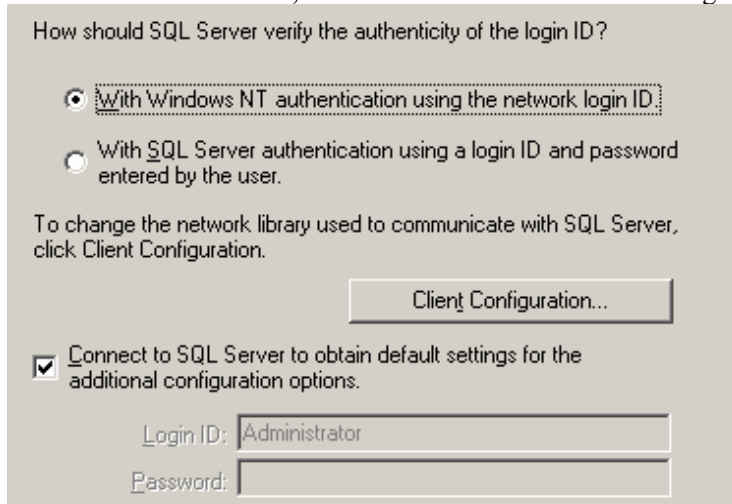 How should SQL Server verify the authenticity of the login ID?
With Windows NT authentication using the network login ID.
With SQL Server authentication using a login ID and password
entered by the user.
To change the network library used to communicate with SQL Server,
click Client Configuration.
Client Configuration...
Connect to SQL Server to obtain default settings for the
additional configuration options.
Login ID: Administrator
Password: